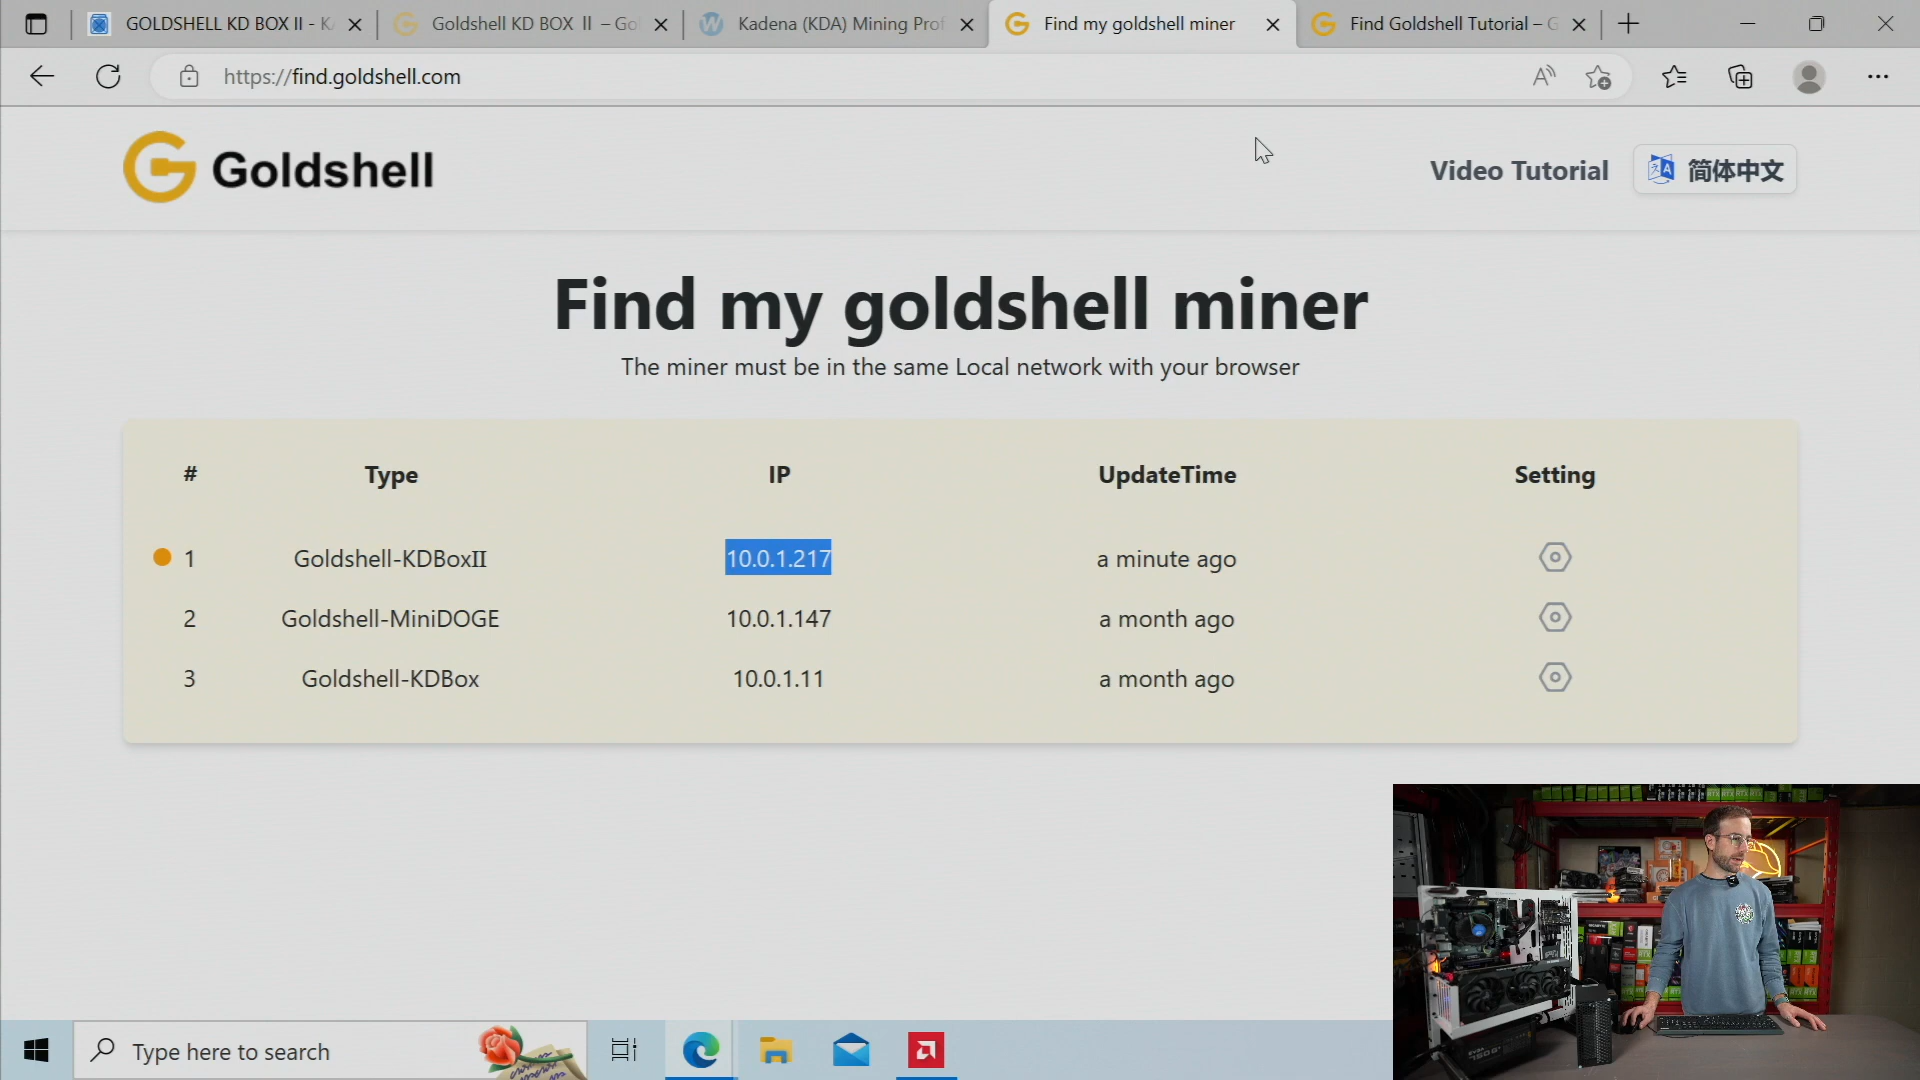 GOLDSHELL KD BOX II - K
Goldshell KD BOX II – Go
Kadena (KDA) Mining Prof
Find my goldshell miner
Find Goldshell Tutorial – G
https://find.goldshell.com
Goldshell
Video Tutorial
简体中文
Find my goldshell miner
The miner must be in the same Local network with your browser
# Type IP UpdateTime Setting
1 Goldshell-KDBoxII 10.0.1.217 a minute ago
2 Goldshell-MiniDOGE 10.0.1.147 a month ago
3 Goldshell-KDBox 10.0.1.11 a month ago
Type here to search